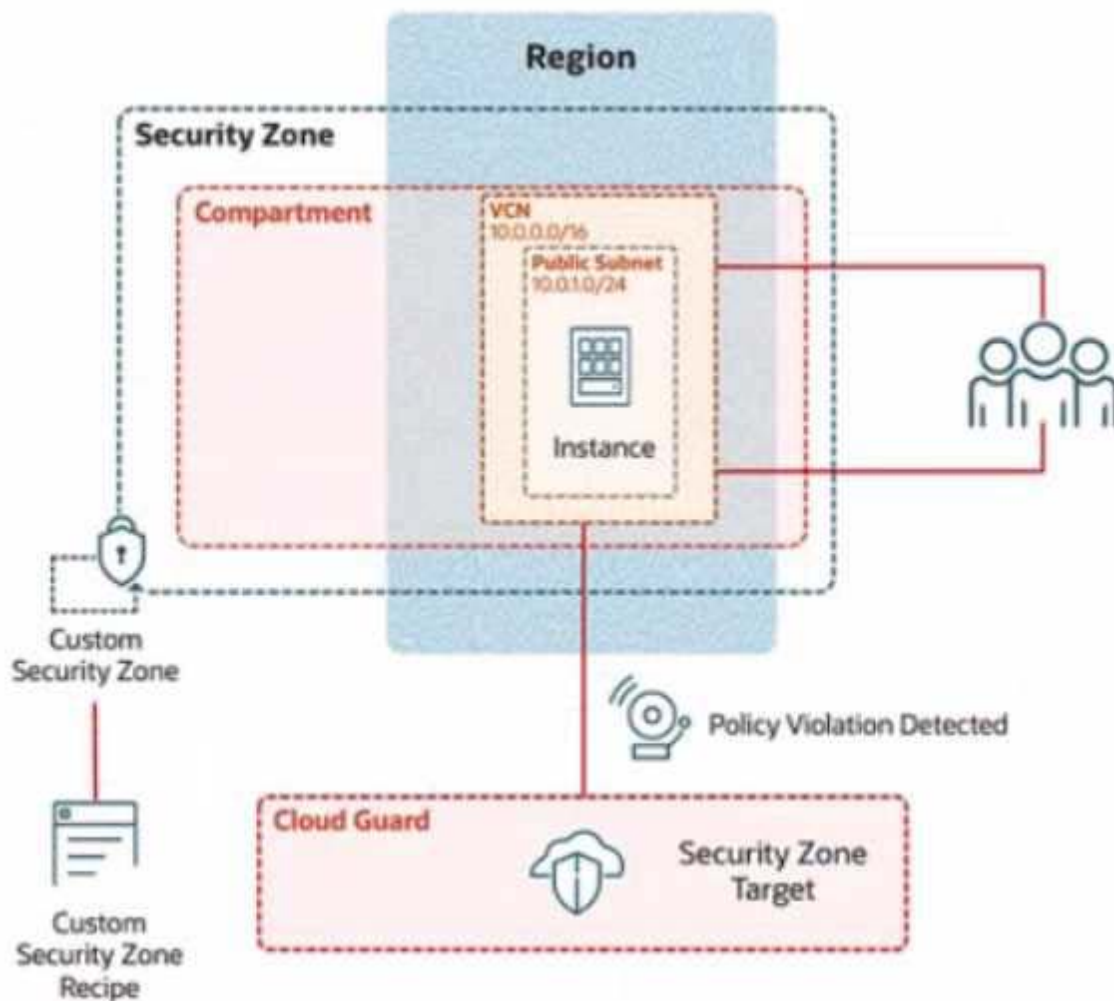 Region
Security Zone
Compartment
VCN
10.0.0.0/16
Public Subnet
10.0.1.0/24
Instance
Custom
Security Zone
Policy Violation Detected
Cloud Guard
Security Zone
Target
Custom
Security Zone
Recipe